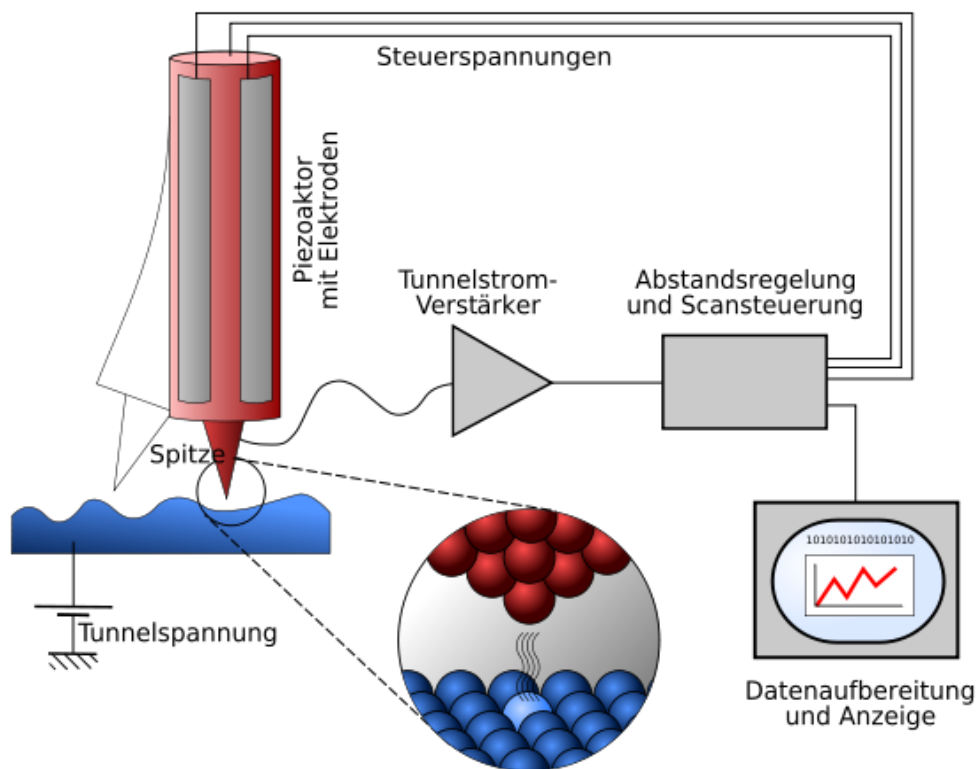 Steuerspannungen
Piezoaktor
mit Elektroden
Tunnelstrom-
Verstärker
Abstandsregelung
und Scansteuerung
Spitze
Tunnelspannung
1010101010101010
Datenaufbereitung
und Anzeige